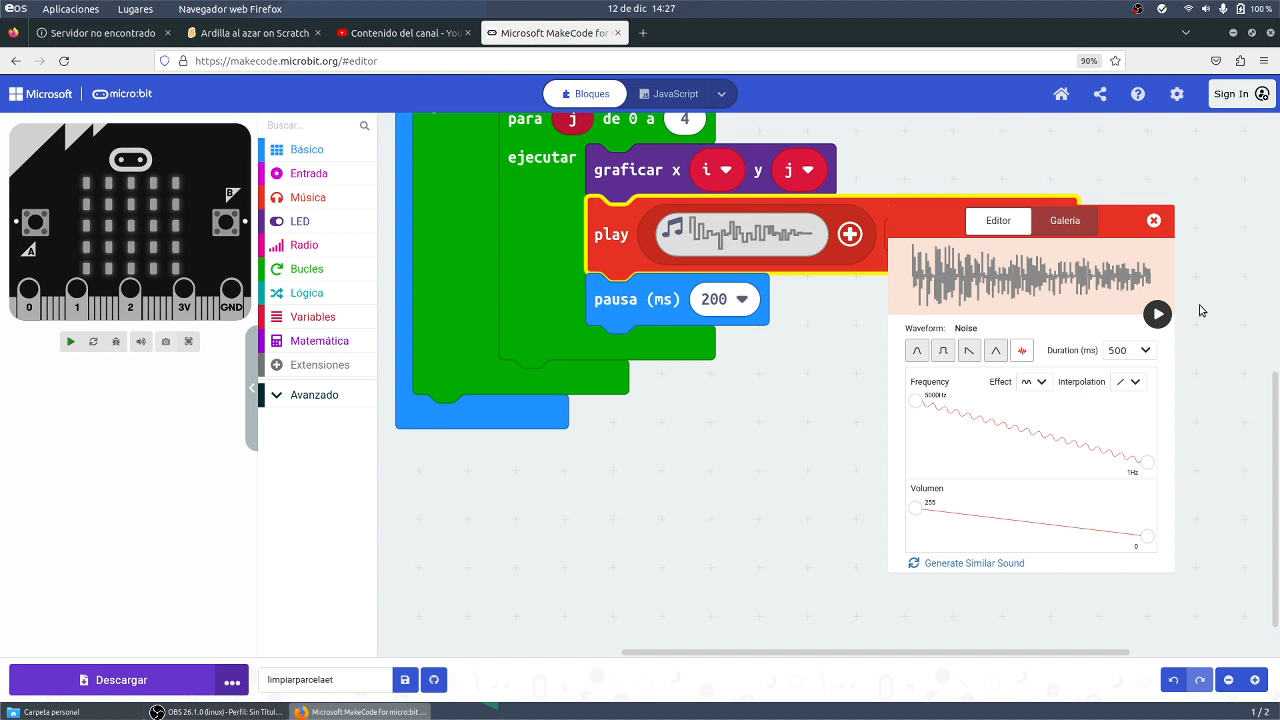 eos Aplicaciones Lugares Navegador web Firefox 12 de dic 14:27 100 %
Servidor no encontrado × Ardilla al azar on Scratch × Contenido del canal - You × Microsoft MakeCode for × +
https://makecode.microbit.org/#editor 90%
Microsoft micro:bit Bloques JavaScript Sign In
Buscar...
Básico
Entrada
Música
LED
Radio
Bucles
Lógica
Variables
Matemática
Extensiones
Avanzado
B
A
0 1 2 3V GND
para j de 0 a 4
ejecutar
graficar x i y j
play
pausa (ms) 200
Editor Galería
Waveform: Noise
Duration (ms) 500
Frequency Effect Interpolation
5000Hz
1Hz
Volumen
255
0
Generate Similar Sound
Descargar ••• limpiarparcelaet
Carpeta personal OBS 26.1.0 (linux) - Perfil: Sin Titul... Microsoft MakeCode for micro:bit ... 1 / 2